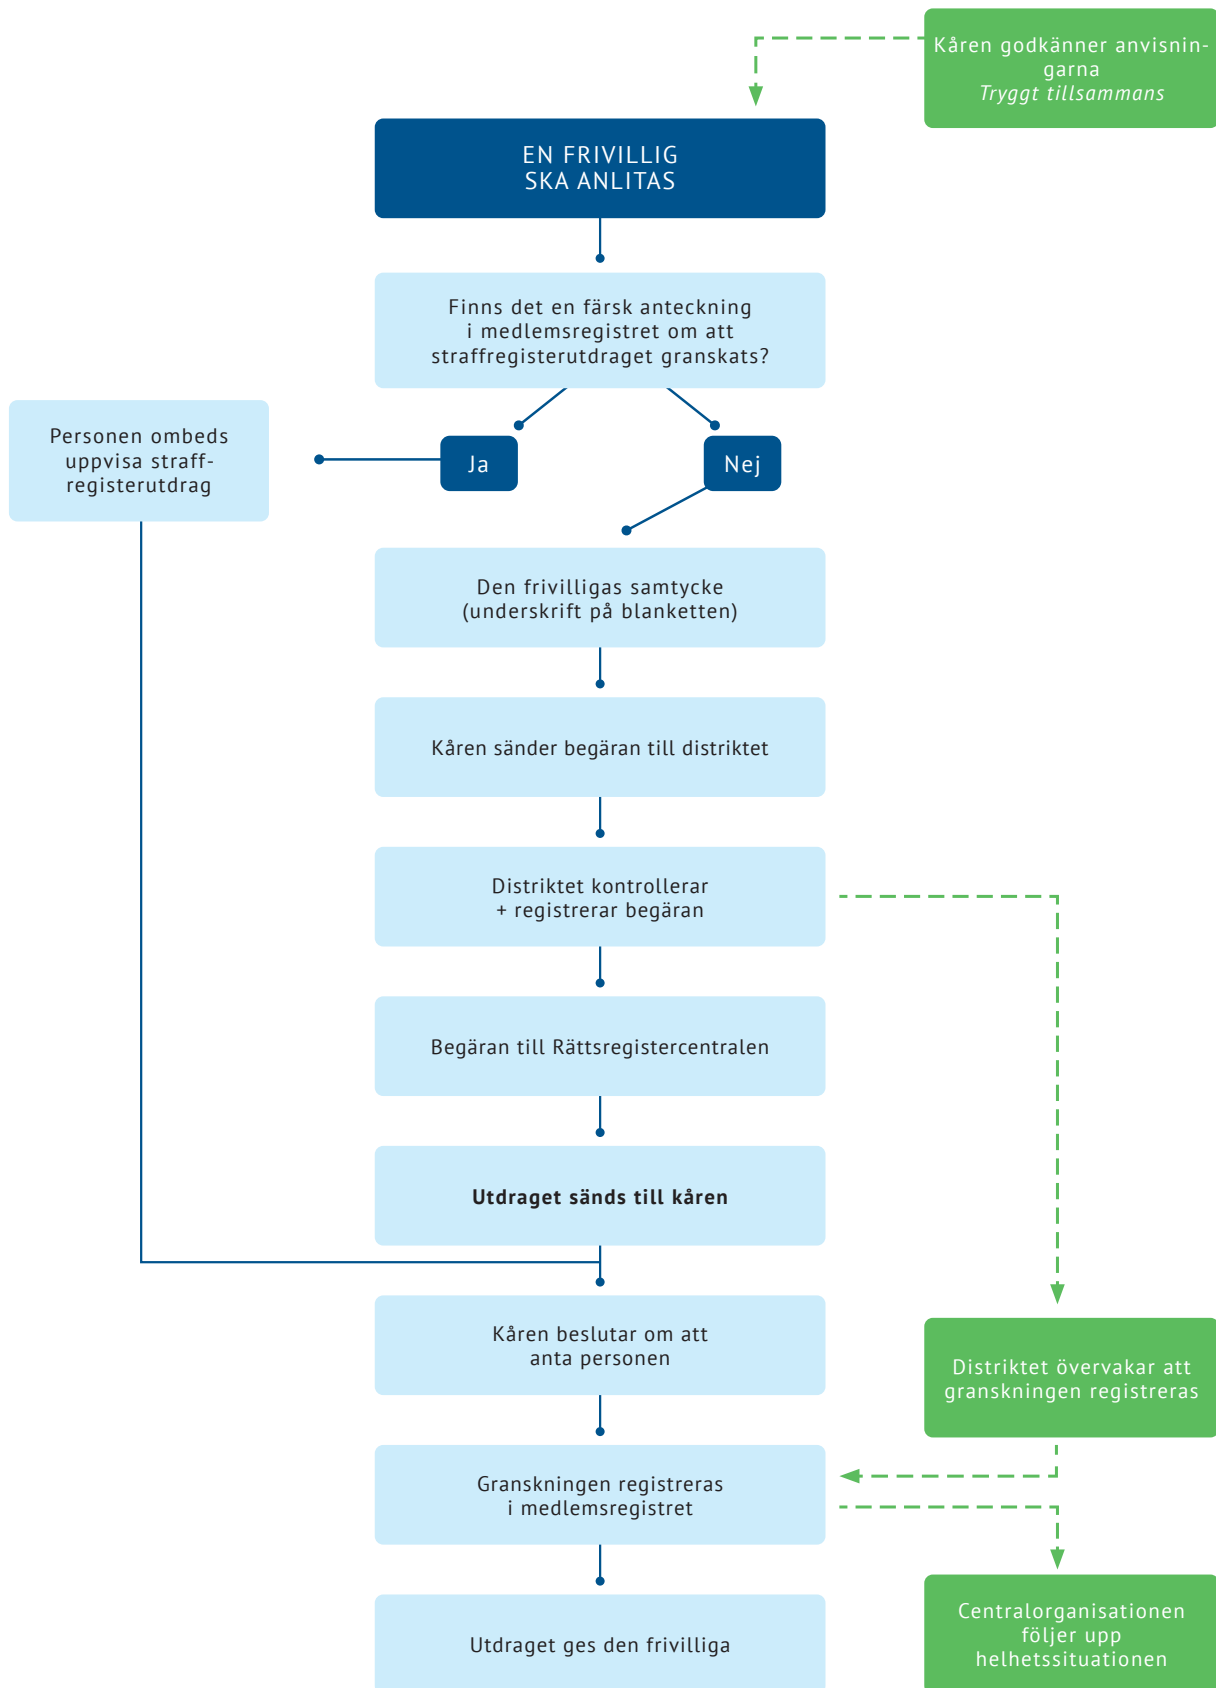 Kåren godkänner anvisnin-
garna
Tryggt tillsammans
EN FRIVILLIG
SKA ANLITAS
Finns det en färsk anteckning
i medlemsregistret om att
straffregisterutdraget granskats?
Personen ombeds
uppvisa straff-
registerutdrag
Ja
Nej
Den frivilligas samtycke
(underskrift på blanketten)
Kåren sänder begäran till distriktet
Distriktet kontrollerar
+ registrerar begäran
Begäran till Rättsregistercentralen
Utdraget sänds till kåren
Kåren beslutar om att
anta personen
Distriktet övervakar att
granskningen registreras
Granskningen registreras
i medlemsregistret
Utdraget ges den frivilliga
Centralorganisationen
följer upp
helhetssituationen